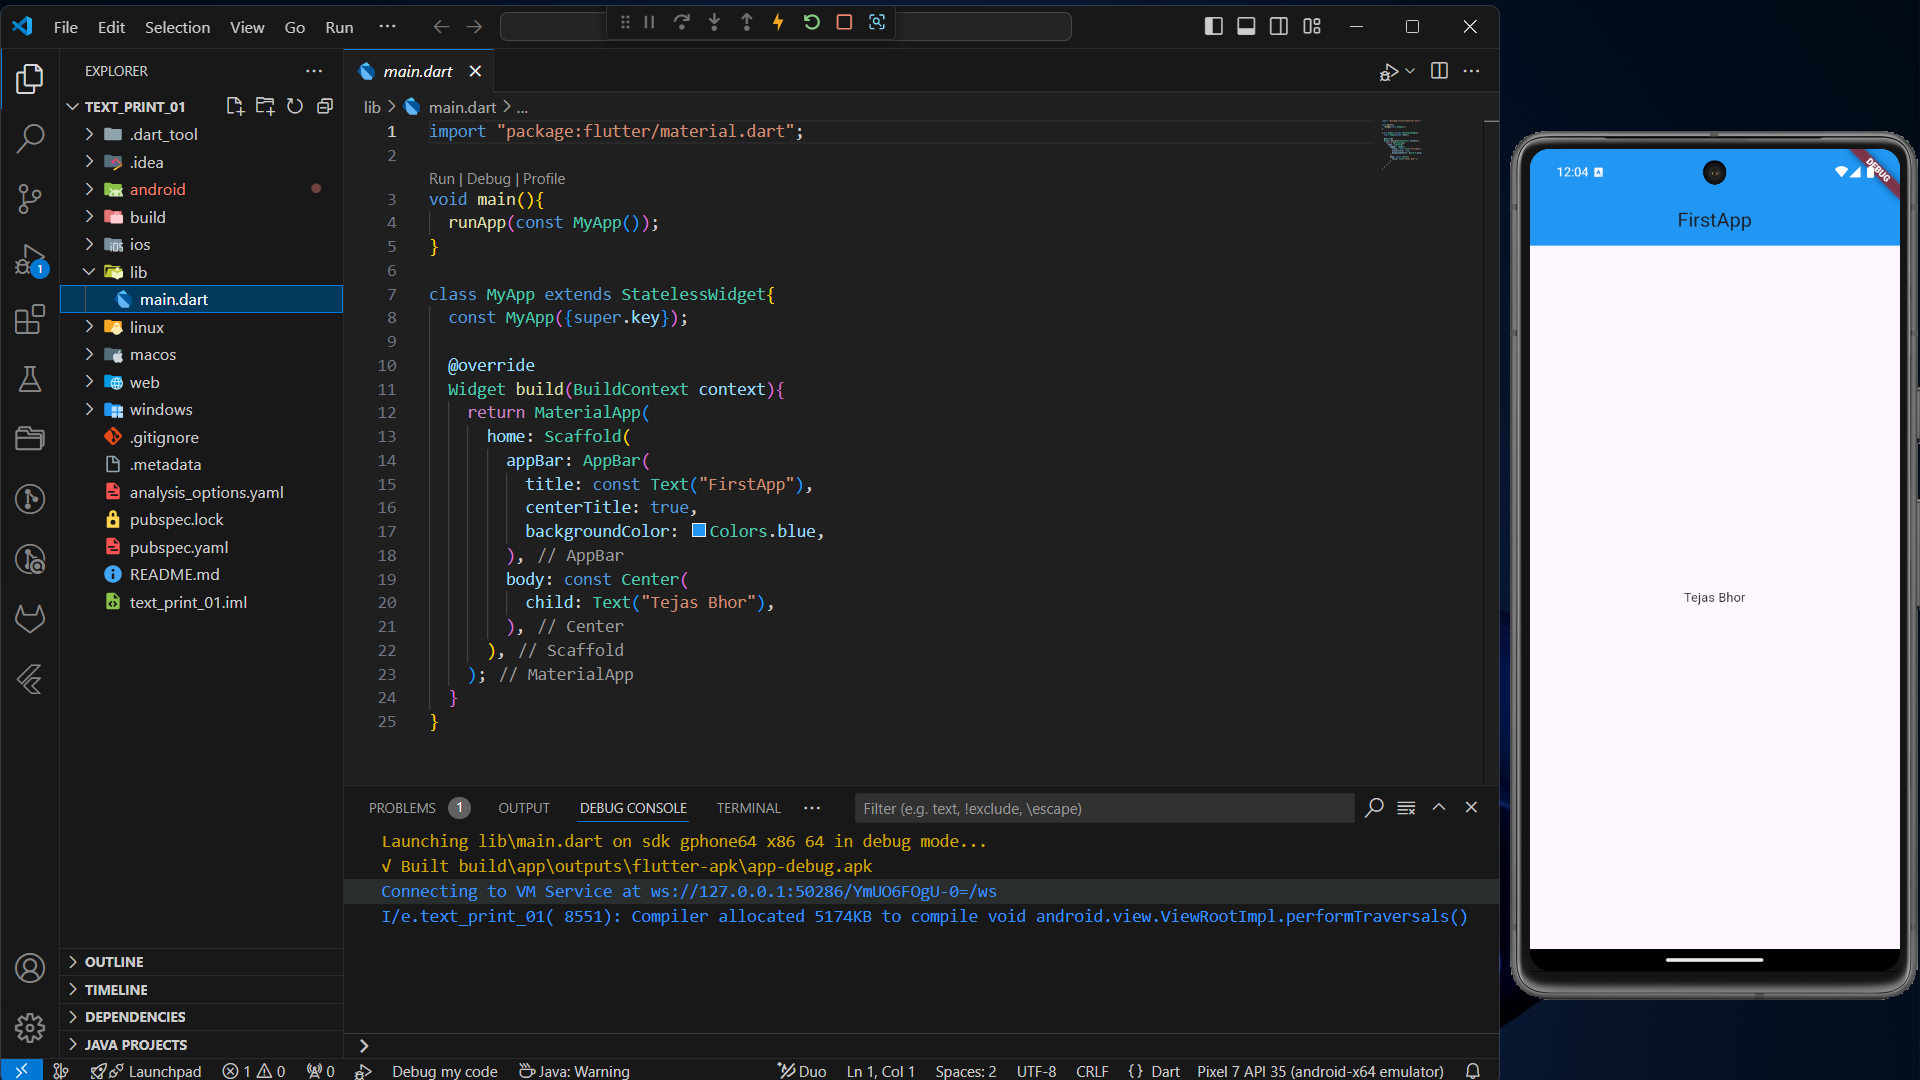 File Edit Selection View Go Run ...
EXPLORER
TEXT_PRINT_01
.dart_tool
.idea
android
build
ios
lib
main.dart
linux
macos
web
windows
.gitignore
.metadata
analysis_options.yaml
pubspec.lock
pubspec.yaml
README.md
text_print_01.iml
OUTLINE
TIMELINE
DEPENDENCIES
JAVA PROJECTS
1
main.dart
lib > main.dart > ...
1 import "package:flutter/material.dart";
2
Run | Debug | Profile
3 void main(){
4 runApp(const MyApp());
5 }
6
7 class MyApp extends StatelessWidget{
8 const MyApp({super.key});
9
10 @override
11 Widget build(BuildContext context){
12 return MaterialApp(
13 home: Scaffold(
14 appBar: AppBar(
15 title: const Text("FirstApp"),
16 centerTitle: true,
17 backgroundColor: Colors.blue,
18 ), // AppBar
19 body: const Center(
20 child: Text("Tejas Bhor"),
21 ), // Center
22 ), // Scaffold
23 ); // MaterialApp
24 }
25 }
PROBLEMS 1 OUTPUT DEBUG CONSOLE TERMINAL ... Filter (e.g. text, !exclude, \escape)
Launching lib\main.dart on sdk gphone64 x86 64 in debug mode...
√ Built build\app\outputs\flutter-apk\app-debug.apk
Connecting to VM Service at ws://127.0.0.1:50286/YmUO6FOgU-0=/ws
I/e.text_print_01( 8551): Compiler allocated 5174KB to compile void android.view.ViewRootImpl.performTraversals()
Launchpad 1 0 0 Debug my code Java: Warning Duo Ln 1, Col 1 Spaces: 2 UTF-8 CRLF {} Dart Pixel 7 API 35 (android-x64 emulator)
12:04
DEBUG
FirstApp
Tejas Bhor